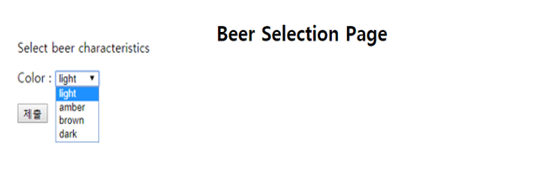 Beer Selection Page
Select beer characteristics
Color : light
light
amber
제출
brown
dark